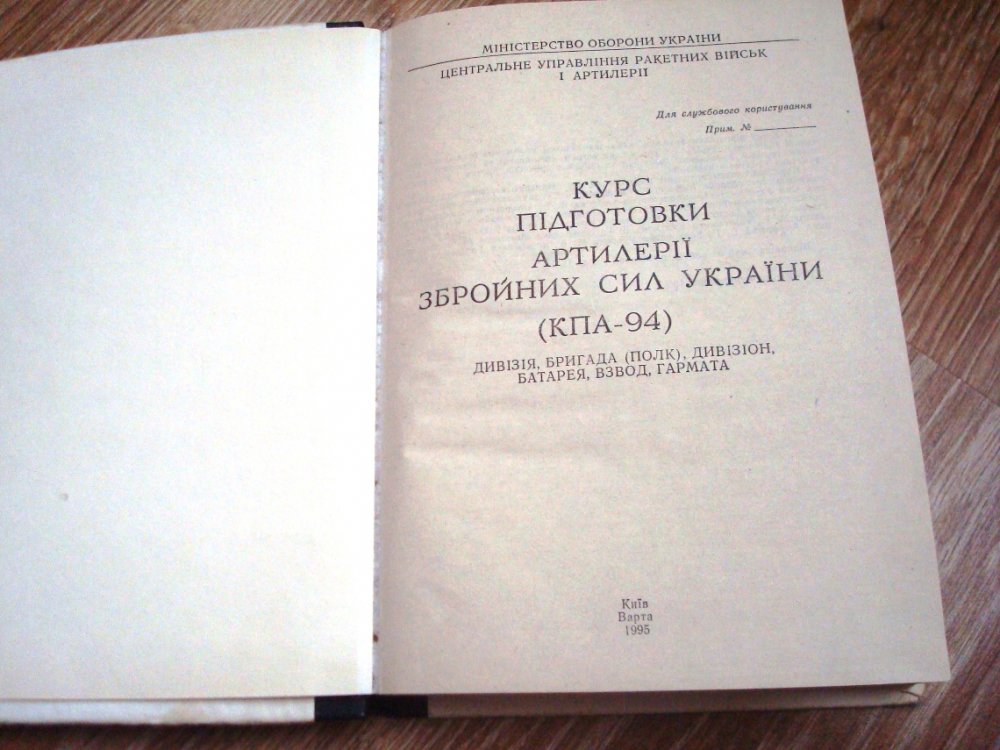 МІНІСТЕРСТВО ОБОРОНИ УКРАЇНИ
ЦЕНТРАЛЬНЕ УПРАВЛІННЯ РАКЕТНИХ ВІЙСЬК
І АРТИЛЕРІЇ
Для службового користування
Прим. №
КУРС
ПІДГОТОВКИ
АРТИЛЕРІЇ
ЗБРОЙНИХ СИЛ УКРАЇНИ
(КПА-94)
ДИВІЗІЯ, БРИГАДА (ПОЛК), ДИВІЗІОН,
БАТАРЕЯ, ВЗВОД, ГАРМАТА
Київ
Варта
1995